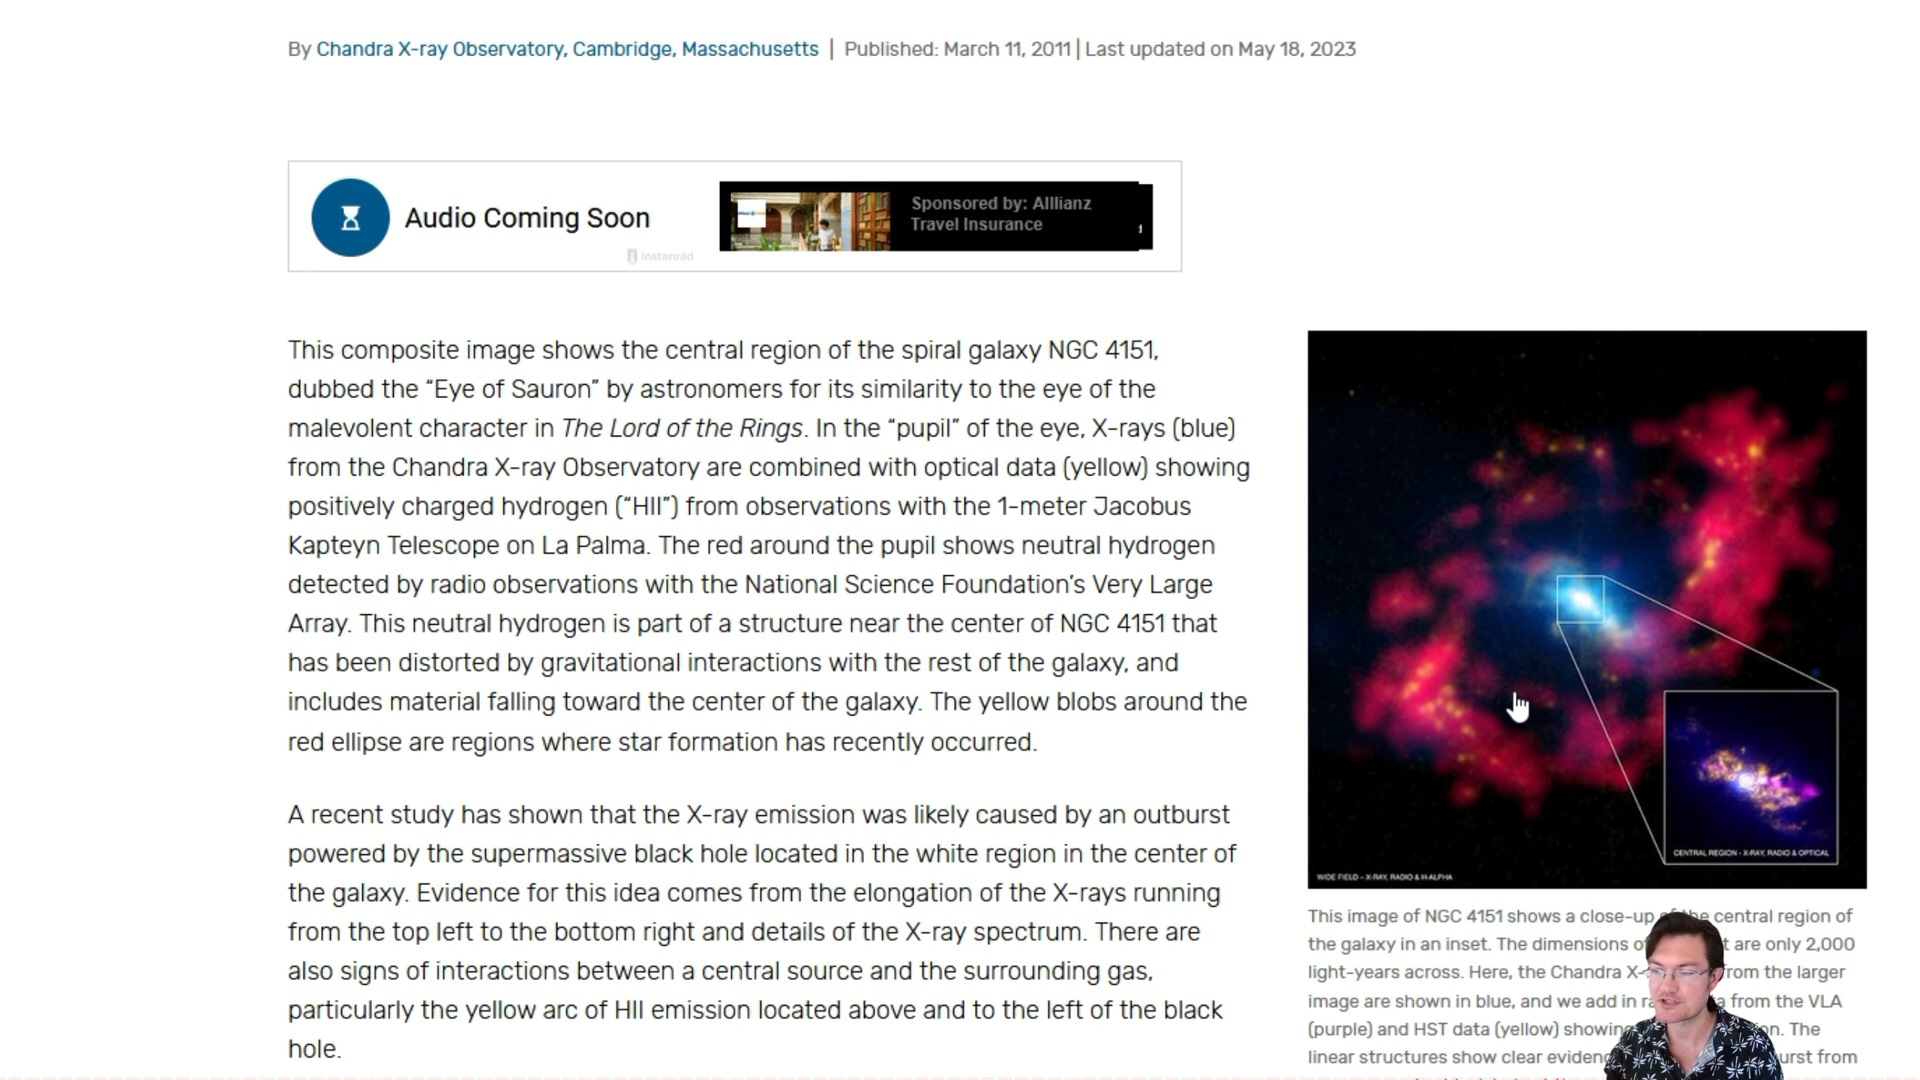 By Chandra X-ray Observatory, Cambridge, Massachusetts | Published: March 11, 2011 | Last updated on May 18, 2023
Audio Coming Soon
Instaread
Sponsored by: Alllianz
Travel Insurance
This composite image shows the central region of the spiral galaxy NGC 4151,
dubbed the “Eye of Sauron” by astronomers for its similarity to the eye of the
malevolent character in The Lord of the Rings. In the “pupil” of the eye, X-rays (blue)
from the Chandra X-ray Observatory are combined with optical data (yellow) showing
positively charged hydrogen (“HII”) from observations with the 1-meter Jacobus
Kapteyn Telescope on La Palma. The red around the pupil shows neutral hydrogen
detected by radio observations with the National Science Foundation’s Very Large
Array. This neutral hydrogen is part of a structure near the center of NGC 4151 that
has been distorted by gravitational interactions with the rest of the galaxy, and
includes material falling toward the center of the galaxy. The yellow blobs around the
red ellipse are regions where star formation has recently occurred.
A recent study has shown that the X-ray emission was likely caused by an outburst
powered by the supermassive black hole located in the white region in the center of
the galaxy. Evidence for this idea comes from the elongation of the X-rays running
from the top left to the bottom right and details of the X-ray spectrum. There are
also signs of interactions between a central source and the surrounding gas,
particularly the yellow arc of HII emission located above and to the left of the black
hole.
CENTRAL REGION - X-RAY, RADIO & OPTICAL
WIDE FIELD - X-RAY, RADIO & H-ALPHA
This image of NGC 4151 shows a close-up of the central region of
the galaxy in an inset. The dimensions are only 2,000
light-years across. Here, the Chandra from the larger
image are shown in blue, and we add in from the VLA
(purple) and HST data (yellow) showing The
linear structures show clear from